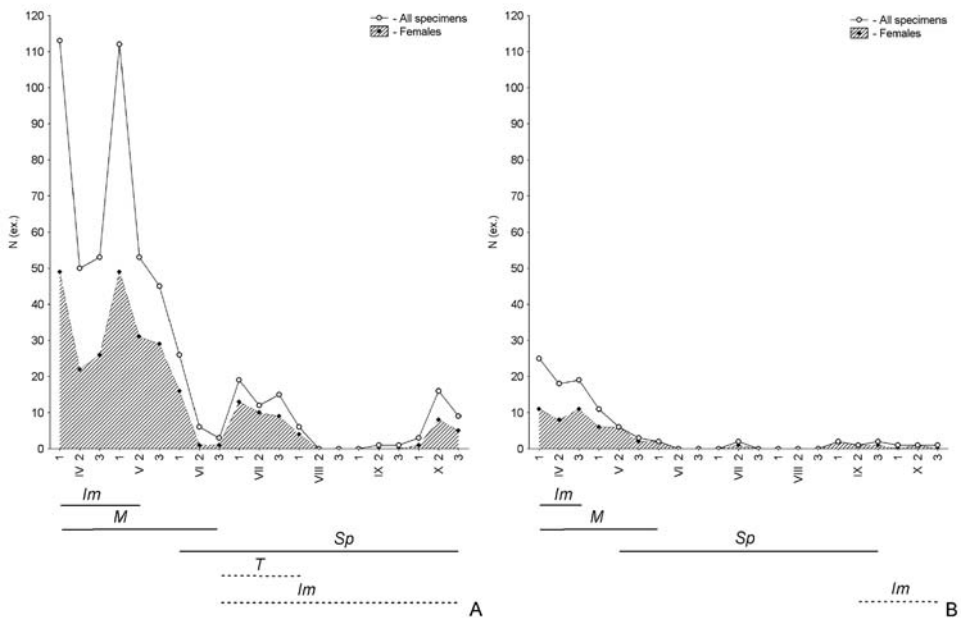 120
110
100
90
80
70
60
50
40
30
20
10
0
N (ex.)
- All specimens
- Females
1 2 3 1 2 3 1 2 3 1 2 3 1 2 3 1 2 3 1 2 3
IV V VI VII VIII IX X
Im
M
Sp
T
Im
A
120
110
100
90
80
70
60
50
40
30
20
10
0
N (ex.)
- All specimens
- Females
1 2 3 1 2 3 1 2 3 1 2 3 1 2 3 1 2 3 1 2 3
IV V VI VII VIII IX X
Im
M
Sp
Im
B